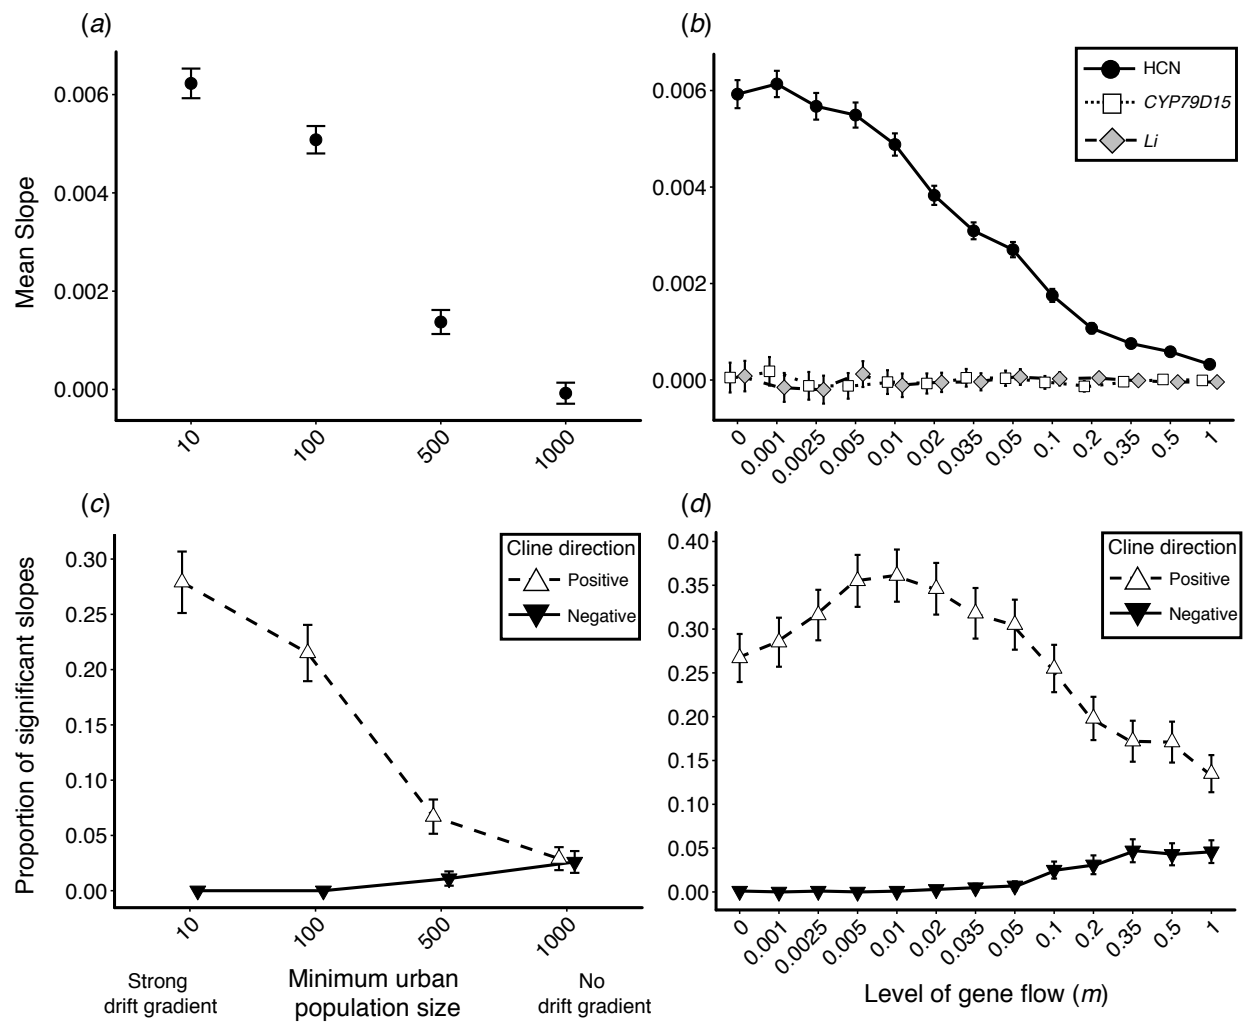 (a)
Mean Slope
0.006
0.004
0.002
0.000
10
100
500
1000
(b)
0.006
0.004
0.002
0.000
HCN
CYP79D15
Li
0
0.001
0.0025
0.005
0.01
0.02
0.035
0.05
0.1
0.2
0.35
0.5
1
(c)
Proportion of significant slopes
0.30
0.25
0.20
0.15
0.10
0.05
0.00
Cline direction
Positive
Negative
10
100
500
1000
Strong
drift gradient
Minimum urban
population size
No
drift gradient
(d)
0.40
0.35
0.30
0.25
0.20
0.15
0.10
0.05
0.00
Cline direction
Positive
Negative
0
0.001
0.0025
0.005
0.01
0.02
0.035
0.05
0.1
0.2
0.35
0.5
1
Level of gene flow (m)